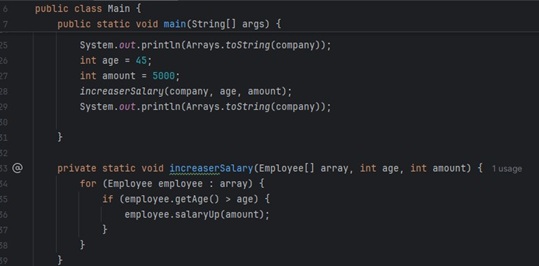 6 public class Main {
7 public static void main(String[] args) {
25 System.out.println(Arrays.toString(company));
26 int age = 45;
27 int amount = 5000;
28 increaserSalary(company, age, amount);
29 System.out.println(Arrays.toString(company));
30
31 }
32
33 @ private static void increaserSalary(Employee[] array, int age, int amount) { 1 usage
34 for (Employee employee : array) {
35 if (employee.getAge() > age) {
36 employee.salaryUp(amount);
37 }
38 }
39 }